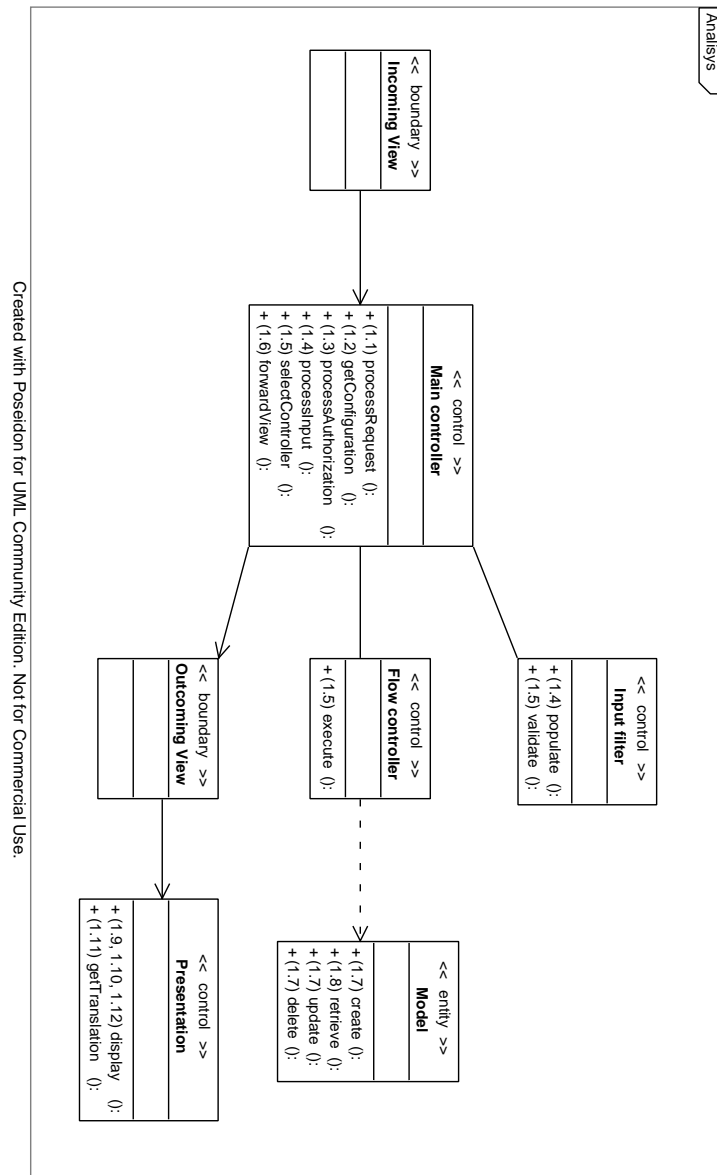 Analisys
<< boundary >>
Incoming View
<< control >>
Main controller
+ (1.1) processRequest ():
+ (1.2) getConfiguration ():
+ (1.3) processAuthorization ():
+ (1.4) processInput ():
+ (1.5) selectController ():
+ (1.6) forwardView ():
<< control >>
Input filter
+ (1.4) populate ():
+ (1.5) validate ():
<< control >>
Flow controller
+ (1.5) execute ():
<< boundary >>
Outcoming View
<< entity >>
Model
+ (1.7) create ():
+ (1.8) retrieve ():
+ (1.7) update ():
+ (1.7) delete ():
<< control >>
Presentation
+ (1.9, 1.10, 1.12) display ():
+ (1.11) getTranslation ():
Created with Poseidon for UML Community Edition. Not for Commercial Use.